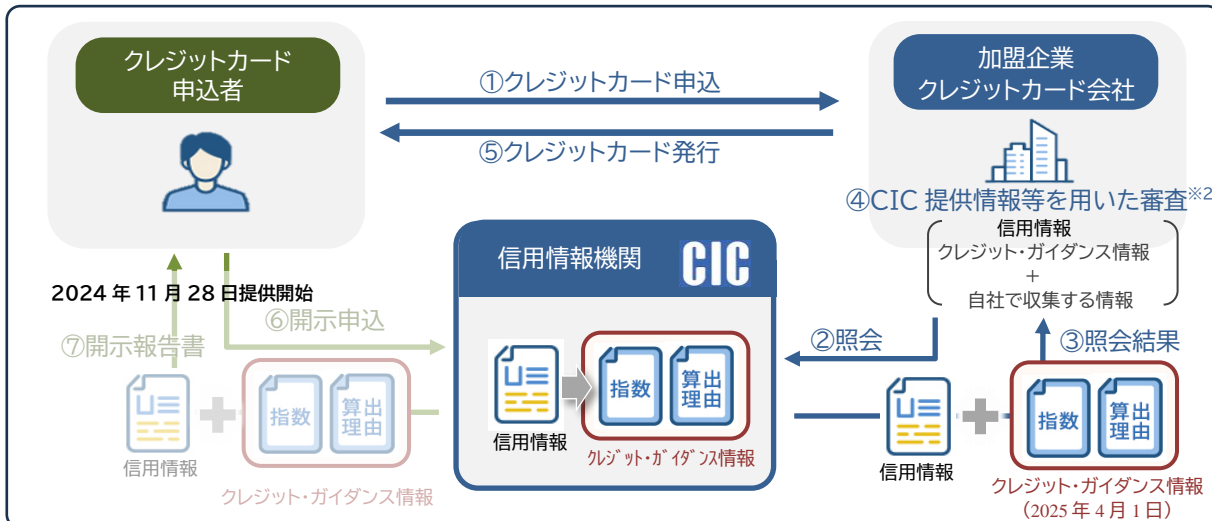 クレジットカード
申込者
①クレジットカード申込
⑤クレジットカード発行
加盟企業
クレジットカード会社
④CIC 提供情報等を用いた審査※2
信用情報
クレジット・ガイダンス情報
+
自社で収集する情報
2024 年 11 月 28 日提供開始
⑥開示申込
⑦開示報告書
指数
算出
理由
信用情報
クレジット・ガイダンス情報
信用情報機関 CIC
指数
算出
理由
信用情報
クレジット・ガイダンス情報
②照会
③照会結果
指数
算出
理由
信用情報
クレジット・ガイダンス情報
（2025 年 4 月 1 日）